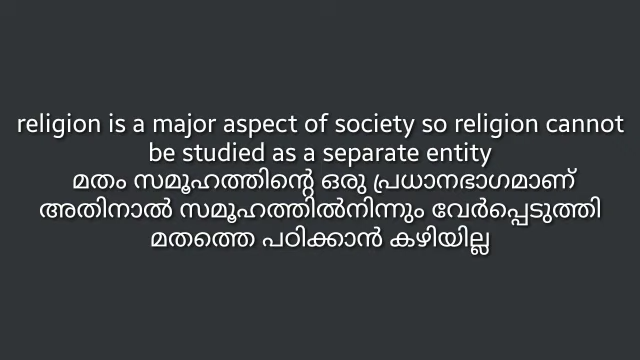 religion is a major aspect of society so religion cannot
be studied as a separate entity
മതം സമൂഹത്തിന്റെ ഒരു പ്രധാനഭാഗമാണ്
അതിനാൽ സമൂഹത്തിൽനിന്നും വേർപ്പെടുത്തി
മതത്തെ പഠിക്കാൻ കഴിയില്ല